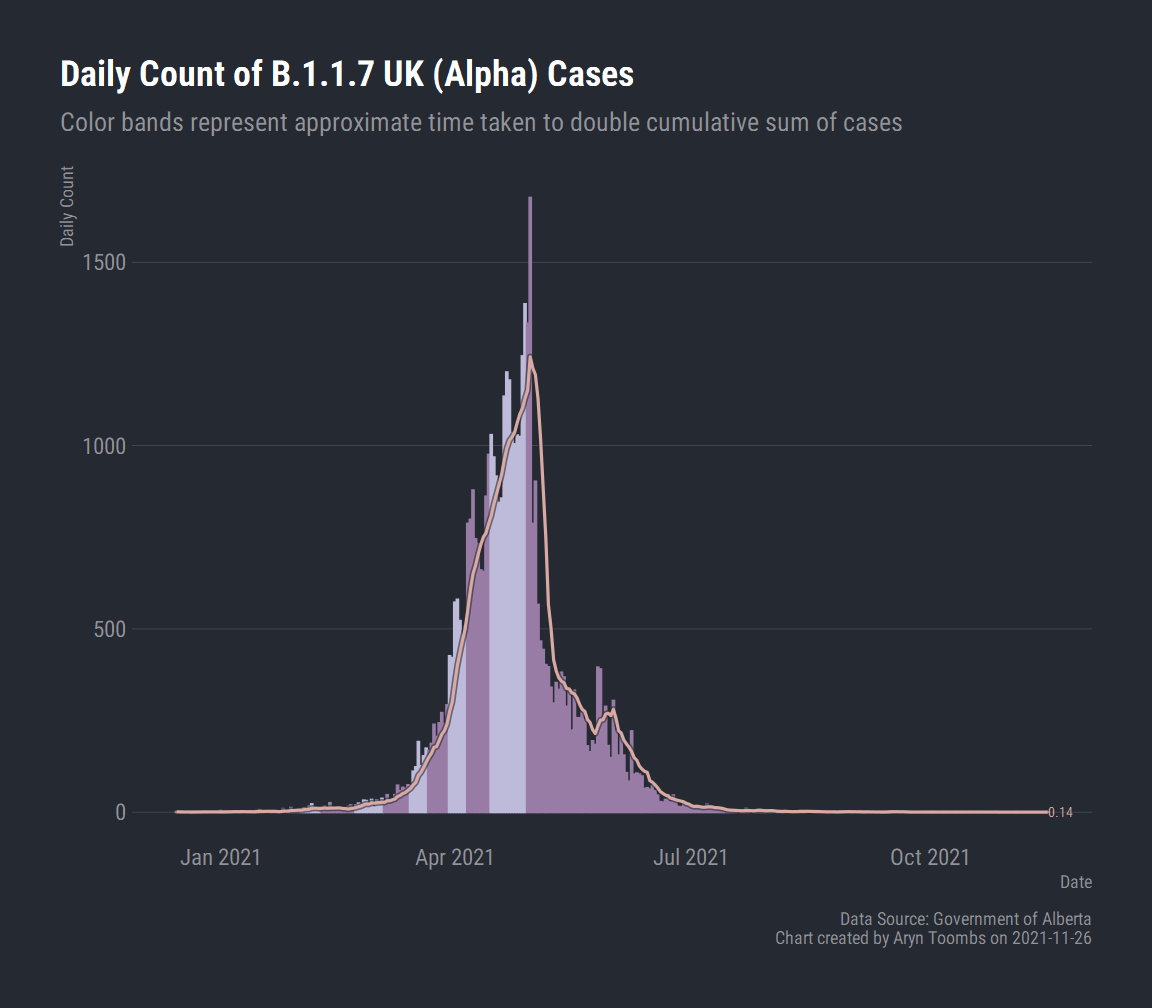 Daily Count of B.1.1.7 UK (Alpha) Cases
Color bands represent approximate time taken to double cumulative sum of cases
Daily Count
1500
1000
500
0
0.14
Jan 2021 Apr 2021 Jul 2021 Oct 2021
Date
Data Source: Government of Alberta
Chart created by Aryn Toombs on 2021-11-26